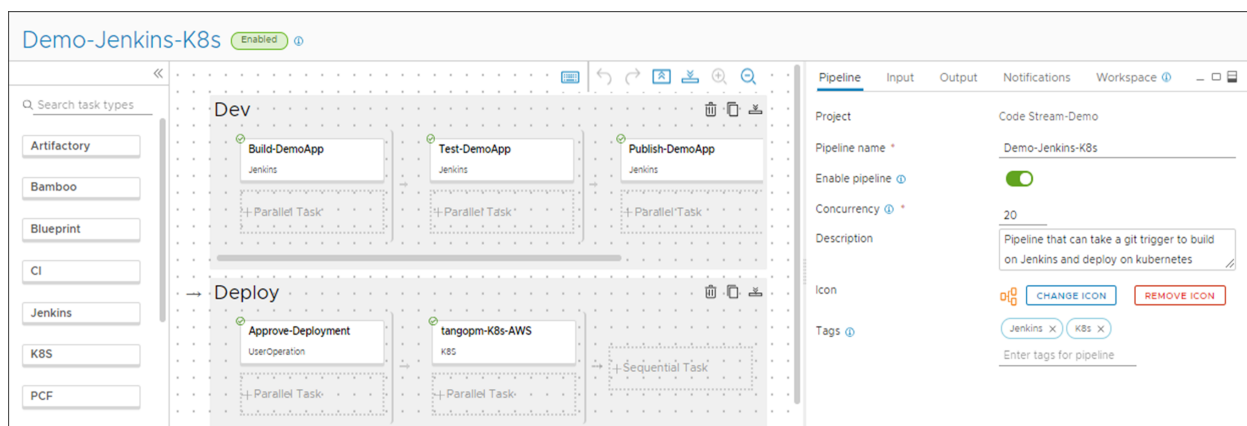 Demo-Jenkins-K8s Enabled
Search task types
Artifactory
Bamboo
Blueprint
CI
Jenkins
K8S
PCF
Dev
Build-DemoApp
Jenkins
+ Parallel Task
Test-DemoApp
Jenkins
+ Parallel Task
Publish-DemoApp
Jenkins
+ Parallel Task
Deploy
Approve-Deployment
UserOperation
+ Parallel Task
tangopm-K8s-AWS
K8S
+ Parallel Task
+ Sequential Task
Pipeline Input Output Notifications Workspace
Project Code Stream-Demo
Pipeline name * Demo-Jenkins-K8s
Enable pipeline
Concurrency * 20
Description Pipeline that can take a git trigger to build
on Jenkins and deploy on kubernetes
Icon CHANGE ICON REMOVE ICON
Tags Jenkins × K8s ×
Enter tags for pipeline